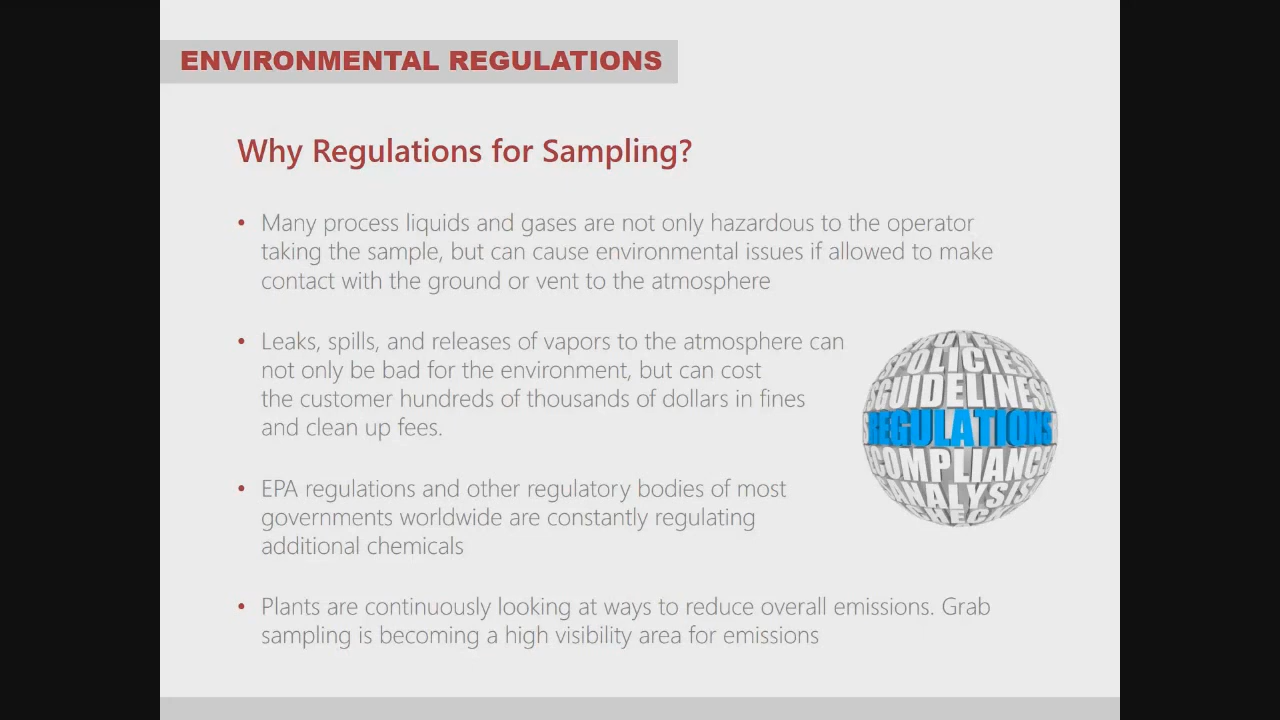 ENVIRONMENTAL REGULATIONS
Why Regulations for Sampling?
• Many process liquids and gases are not only hazardous to the operator
taking the sample, but can cause environmental issues if allowed to make
contact with the ground or vent to the atmosphere
• Leaks, spills, and releases of vapors to the atmosphere can
not only be bad for the environment, but can cost
the customer hundreds of thousands of dollars in fines
and clean up fees.
• EPA regulations and other regulatory bodies of most
governments worldwide are constantly regulating
additional chemicals
• Plants are continuously looking at ways to reduce overall emissions. Grab
sampling is becoming a high visibility area for emissions
POLICIES
GUIDELINES
REGULATIONS
COMPLIANCE
ANALYSIS